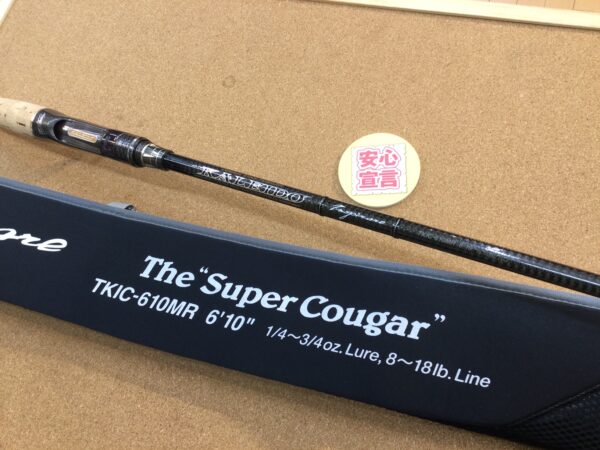 安心
宣言
The “Super Cougar”
TKIC-610MR 6'10" 1/4～3/4oz. Lure, 8～18lb. Line